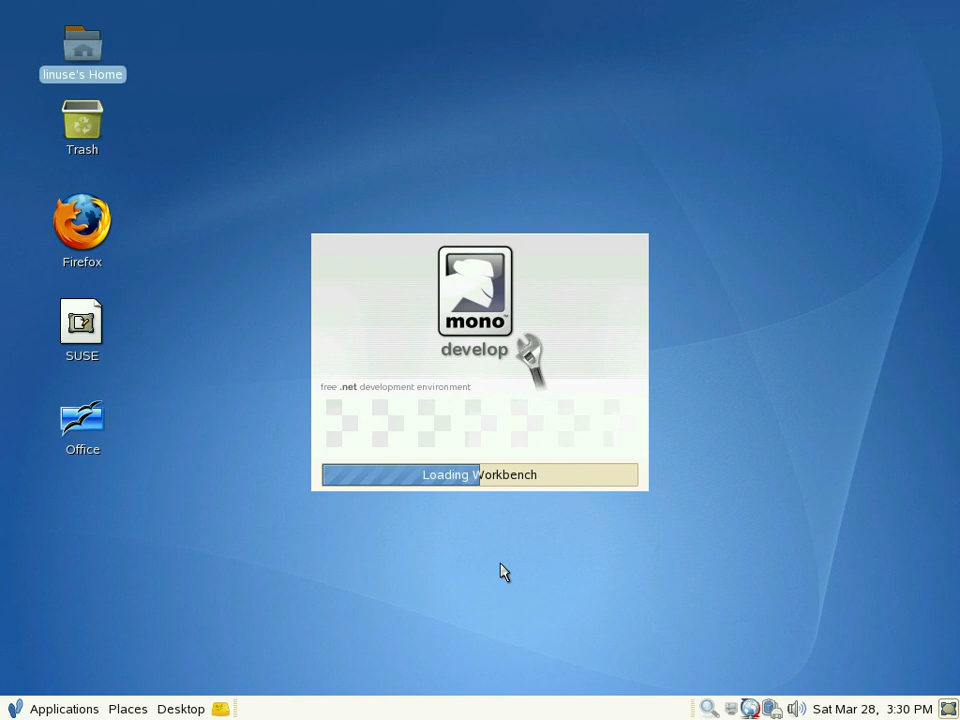 linuse's Home
Trash
Firefox
SUSE
Office
mono
develop
free .net development environment
Loading Workbench
Applications Places Desktop
Sat Mar 28, 3:30 PM